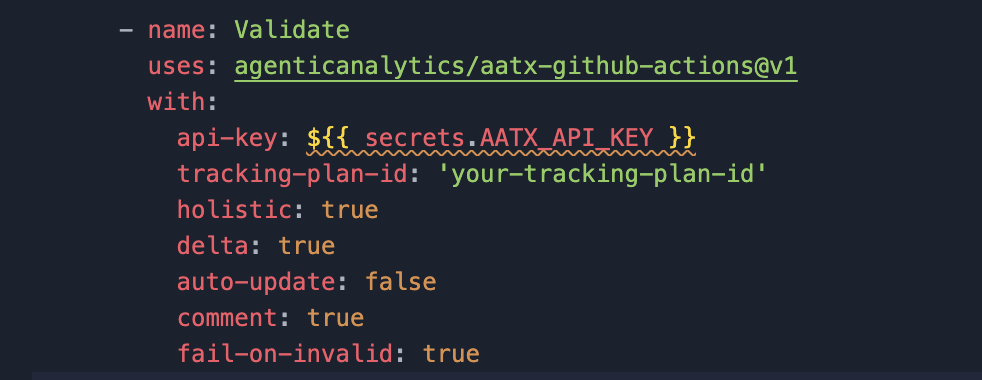 - name: Validate
uses: agenticanalytics/aatx-github-actions@v1
with:
api-key: ${{ secrets.AATX_API_KEY }}
tracking-plan-id: 'your-tracking-plan-id'
holistic: true
delta: true
auto-update: false
comment: true
fail-on-invalid: true